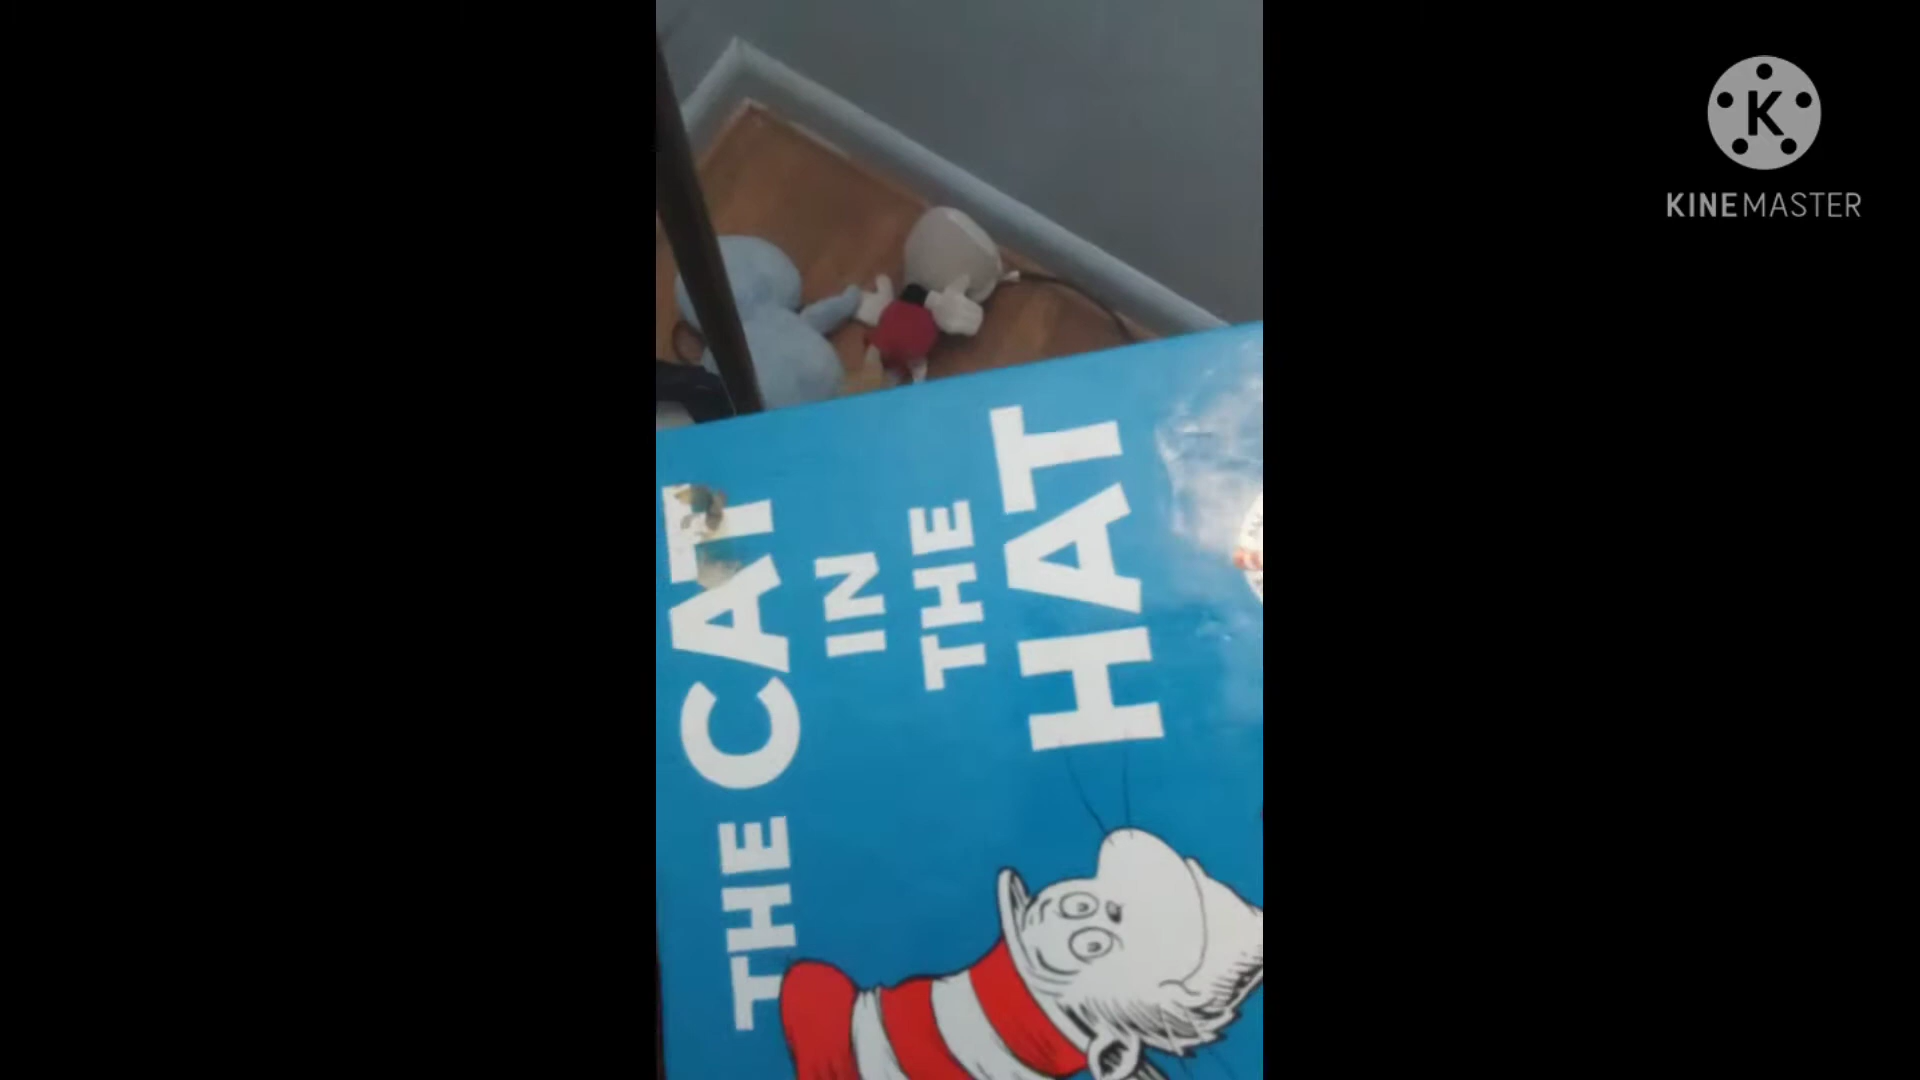 THE CAT
IN
THE
HAT
K
KINEMASTER